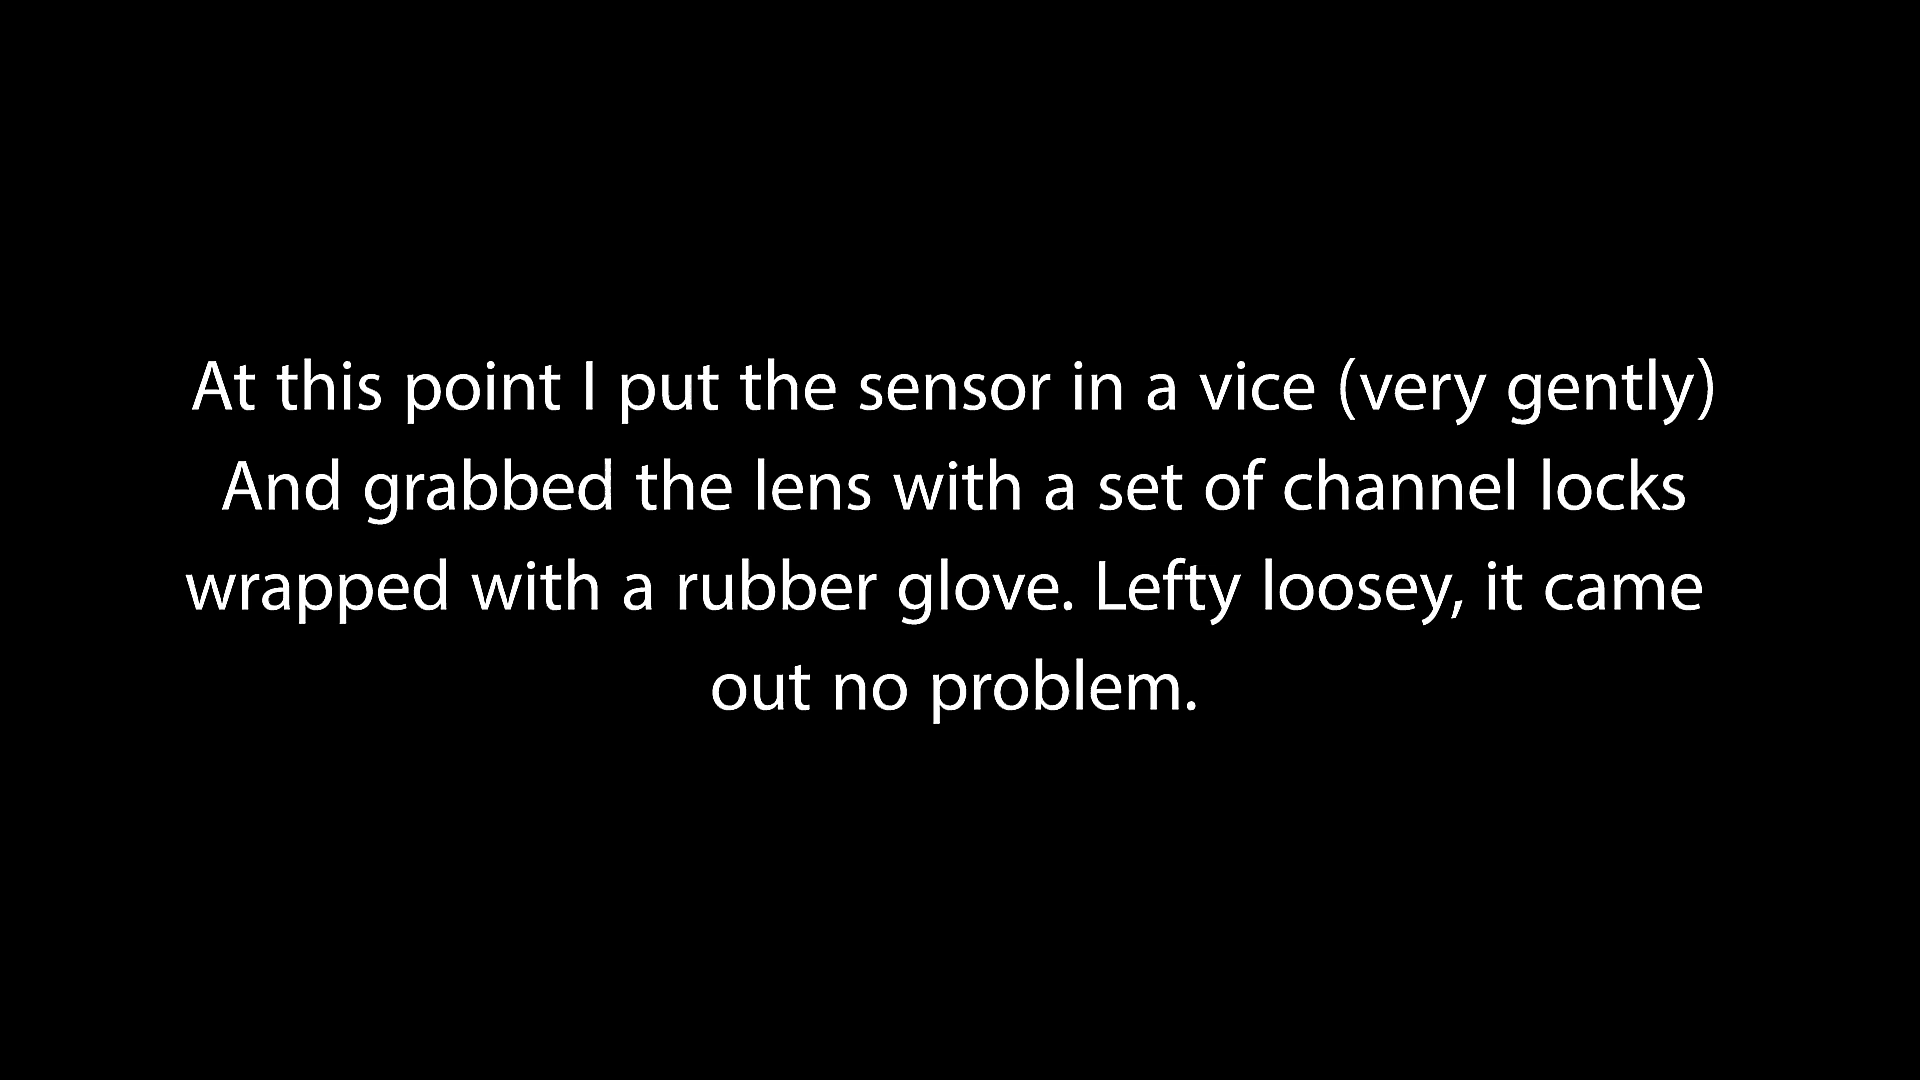 At this point I put the sensor in a vice (very gently)
And grabbed the lens with a set of channel locks
wrapped with a rubber glove. Lefty loosey, it came
out no problem.